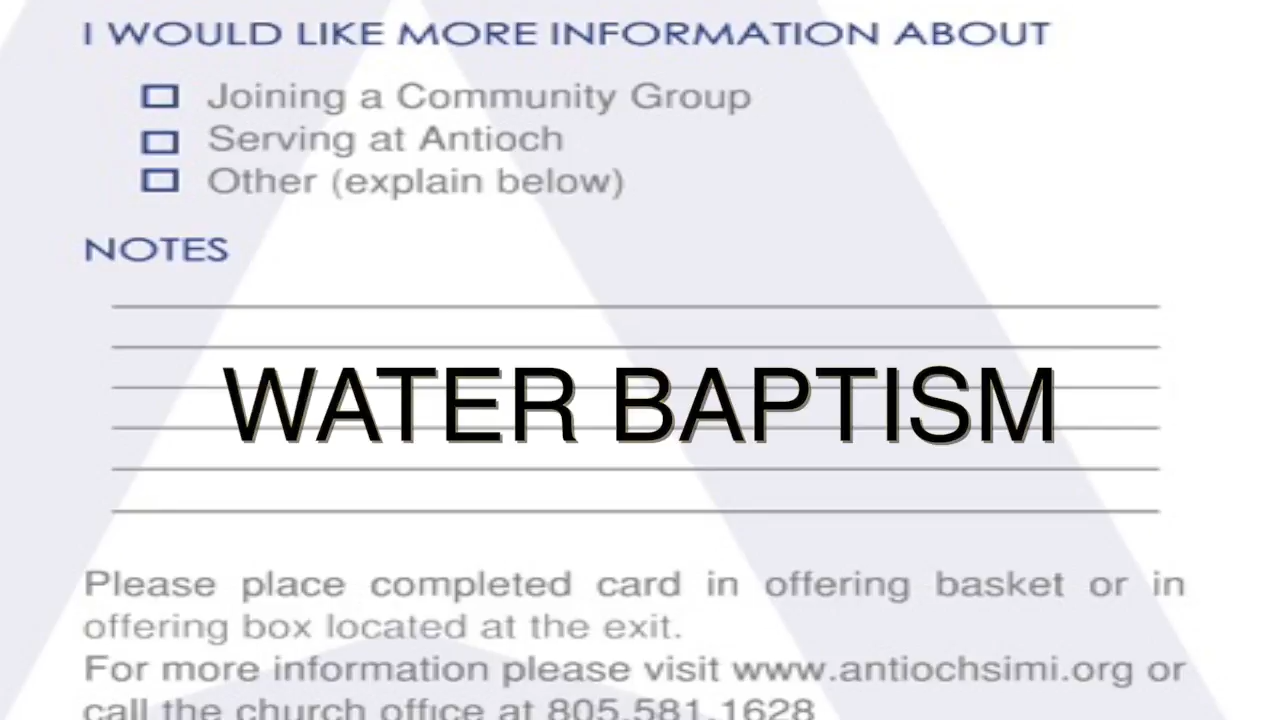 I WOULD LIKE MORE INFORMATION ABOUT
Joining a Community Group
Serving at Antioch
Other (explain below)
NOTES
WATER BAPTISM
Please place completed card in offering basket or in
offering box located at the exit.
For more information please visit www.antiochsimi.org or
call the church office at 805.581.1628